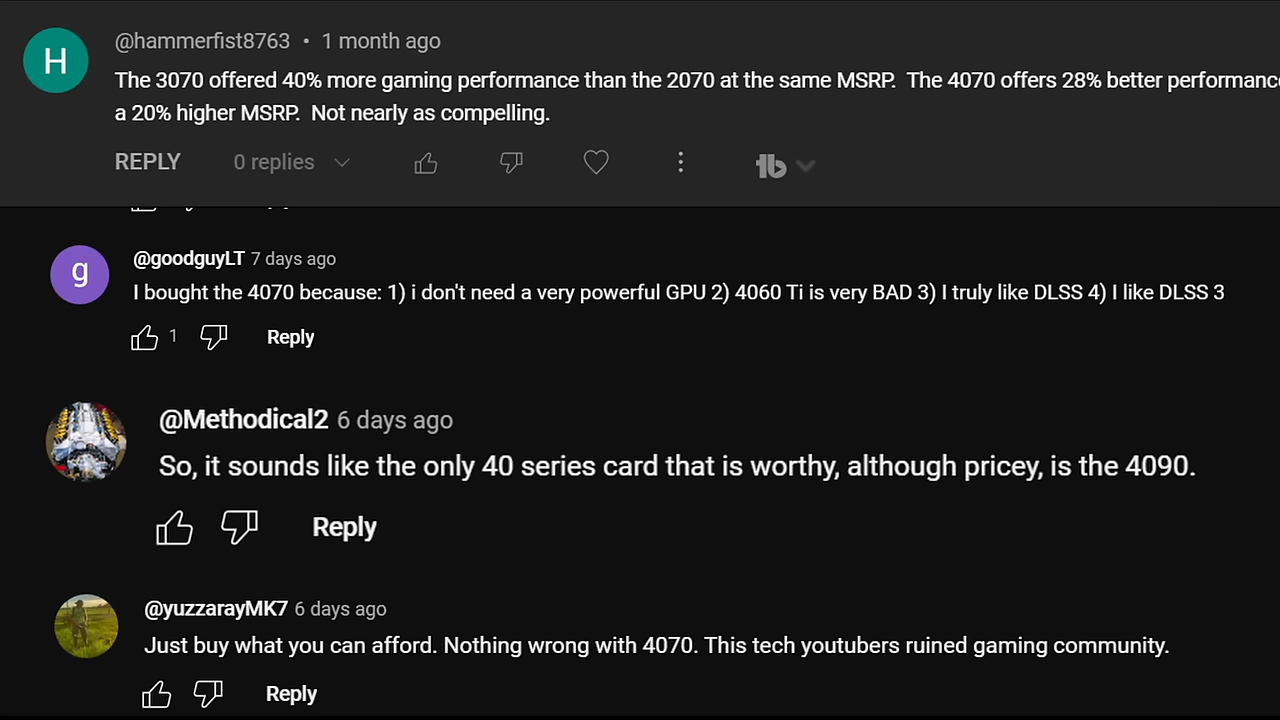 H
@hammerfist8763 • 1 month ago
The 3070 offered 40% more gaming performance than the 2070 at the same MSRP. The 4070 offers 28% better performance
a 20% higher MSRP. Not nearly as compelling.
REPLY 0 replies
tb
g
@goodguyLT 7 days ago
I bought the 4070 because: 1) i don't need a very powerful GPU 2) 4060 Ti is very BAD 3) I truly like DLSS 4) I like DLSS 3
1 Reply
@Methodical2 6 days ago
So, it sounds like the only 40 series card that is worthy, although pricey, is the 4090.
Reply
@yuzzarayMK7 6 days ago
Just buy what you can afford. Nothing wrong with 4070. This tech youtubers ruined gaming community.
Reply